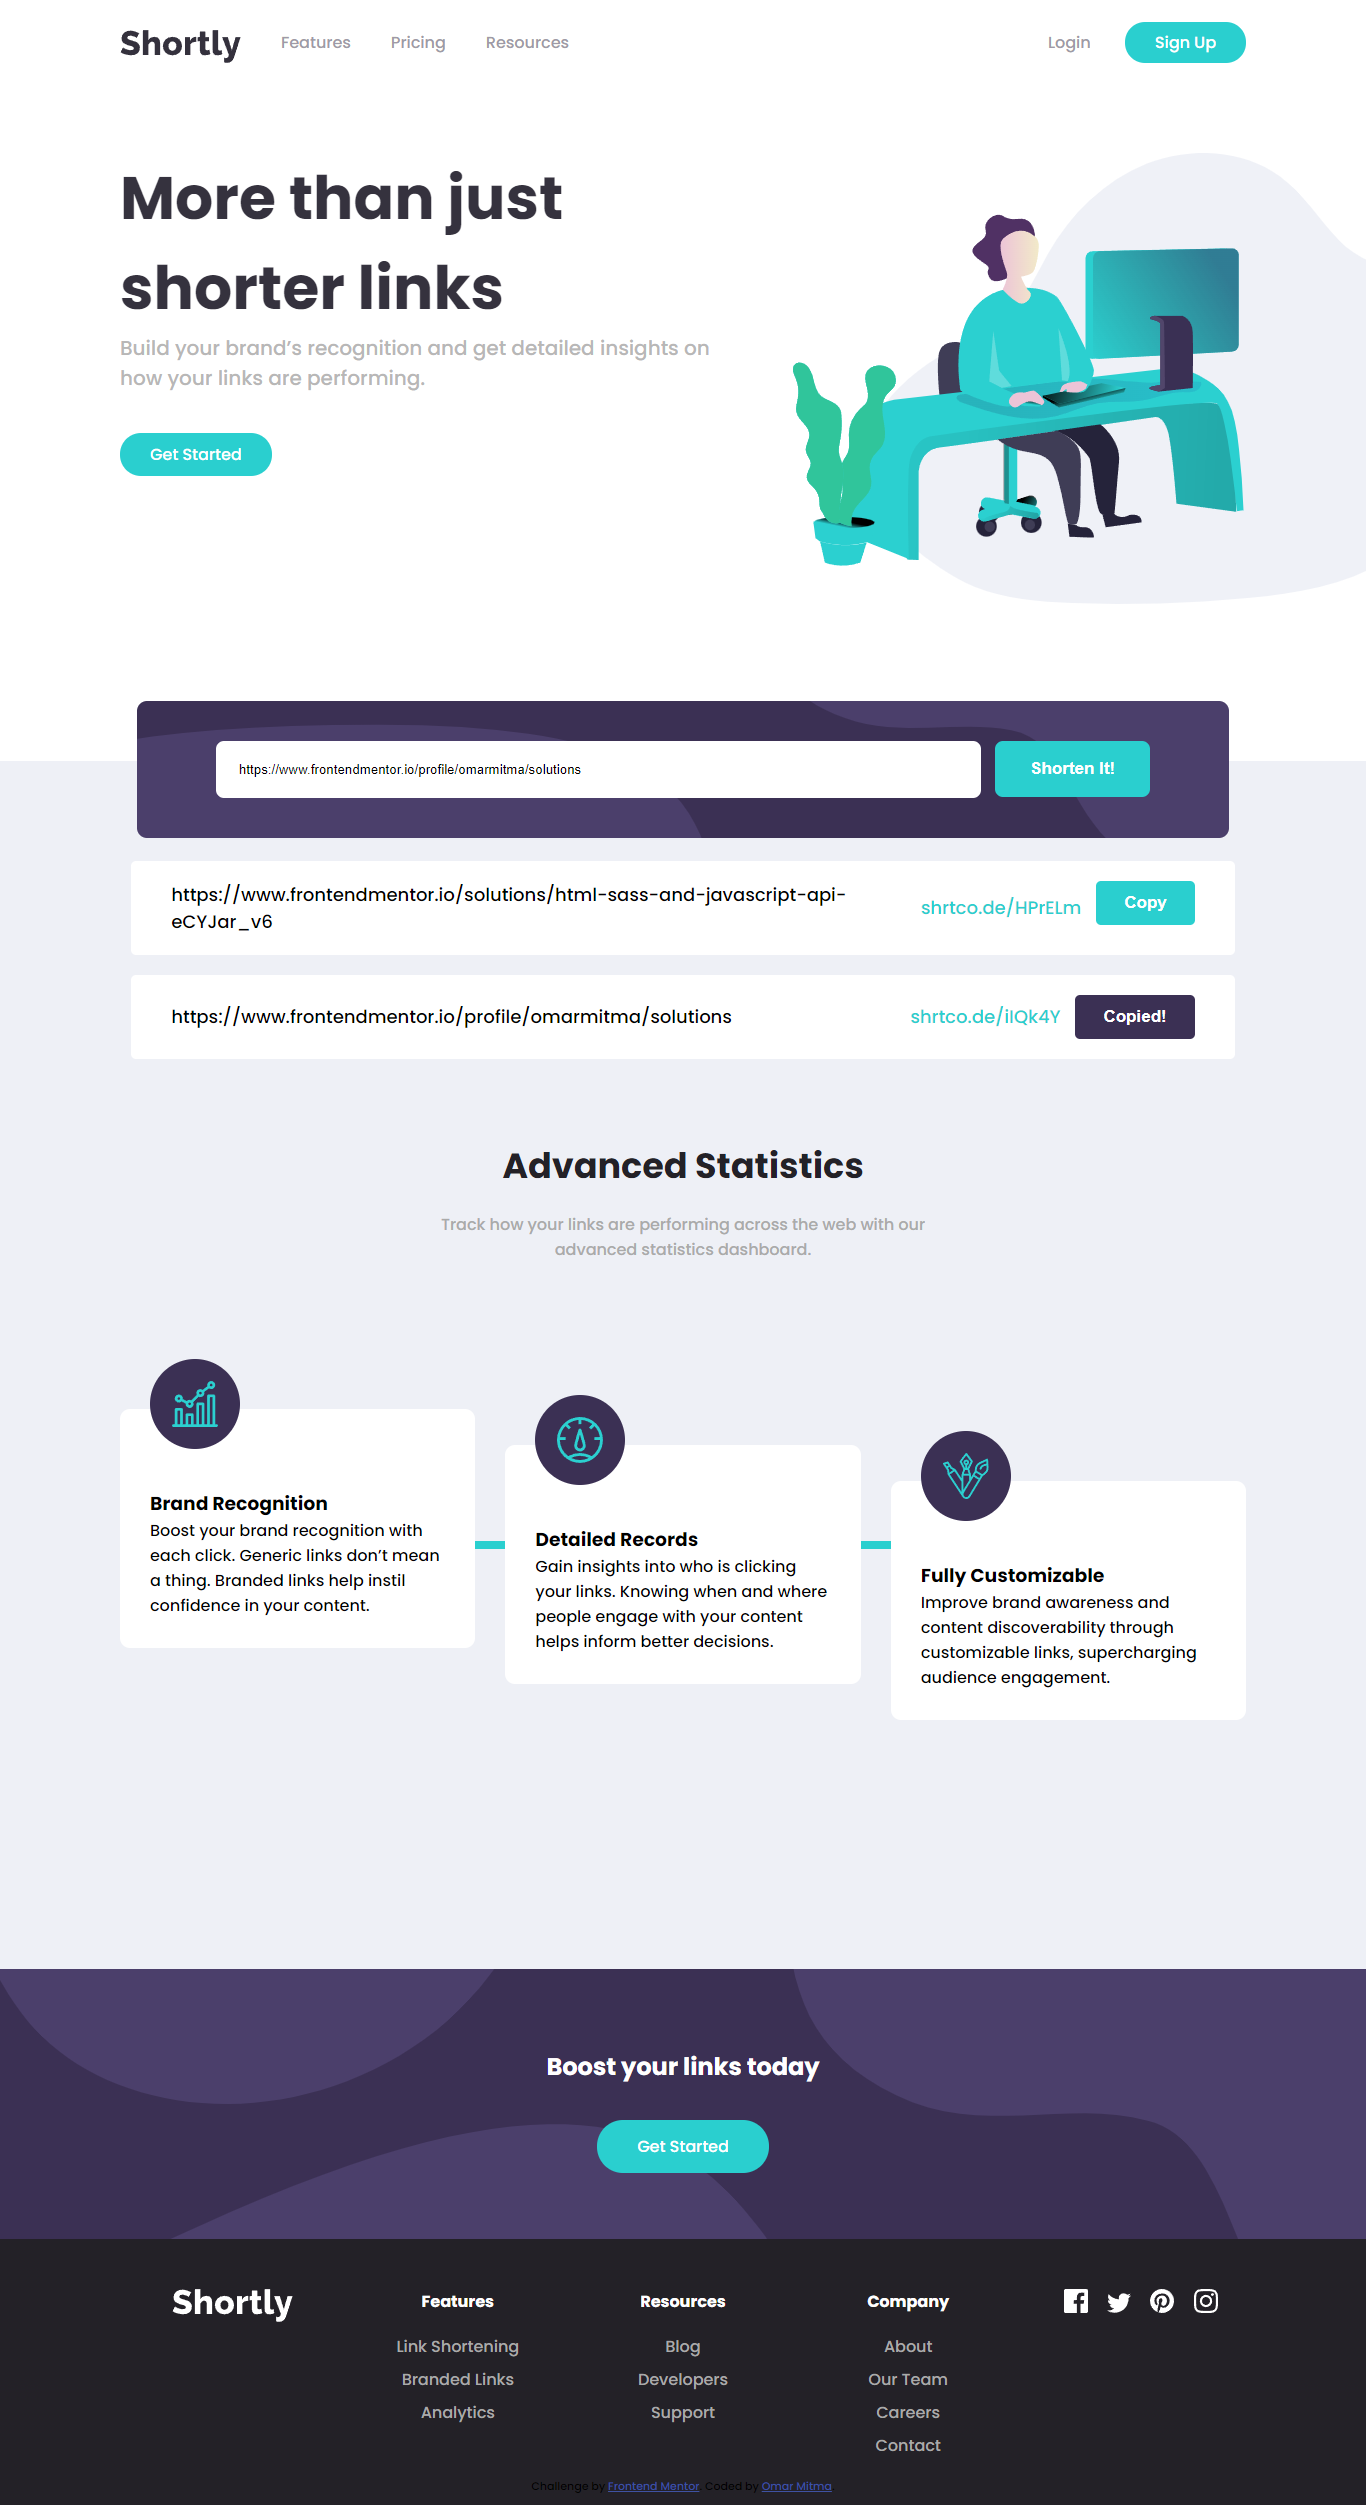 Shortly
Features
Pricing
Resources
Login
Sign Up
More than just
shorter links
Build your brand’s recognition and get detailed insights on
how your links are performing.
Get Started
https://www.frontendmentor.io/profile/omarmitma/solutions
Shorten It!
https://www.frontendmentor.io/solutions/html-sass-and-javascript-api-
eCYJar_v6
shrtco.de/HPrELm
Copy
https://www.frontendmentor.io/profile/omarmitma/solutions
shrtco.de/iIQk4Y
Copied!
Advanced Statistics
Track how your links are performing across the web with our
advanced statistics dashboard.
Brand Recognition
Boost your brand recognition with
each click. Generic links don’t mean
a thing. Branded links help instil
confidence in your content.
Detailed Records
Gain insights into who is clicking
your links. Knowing when and where
people engage with your content
helps inform better decisions.
Fully Customizable
Improve brand awareness and
content discoverability through
customizable links, supercharging
audience engagement.
Boost your links today
Get Started
Shortly
Features
Link Shortening
Branded Links
Analytics
Resources
Blog
Developers
Support
Company
About
Our Team
Careers
Contact
Challenge by Frontend Mentor. Coded by Omar Mitma.